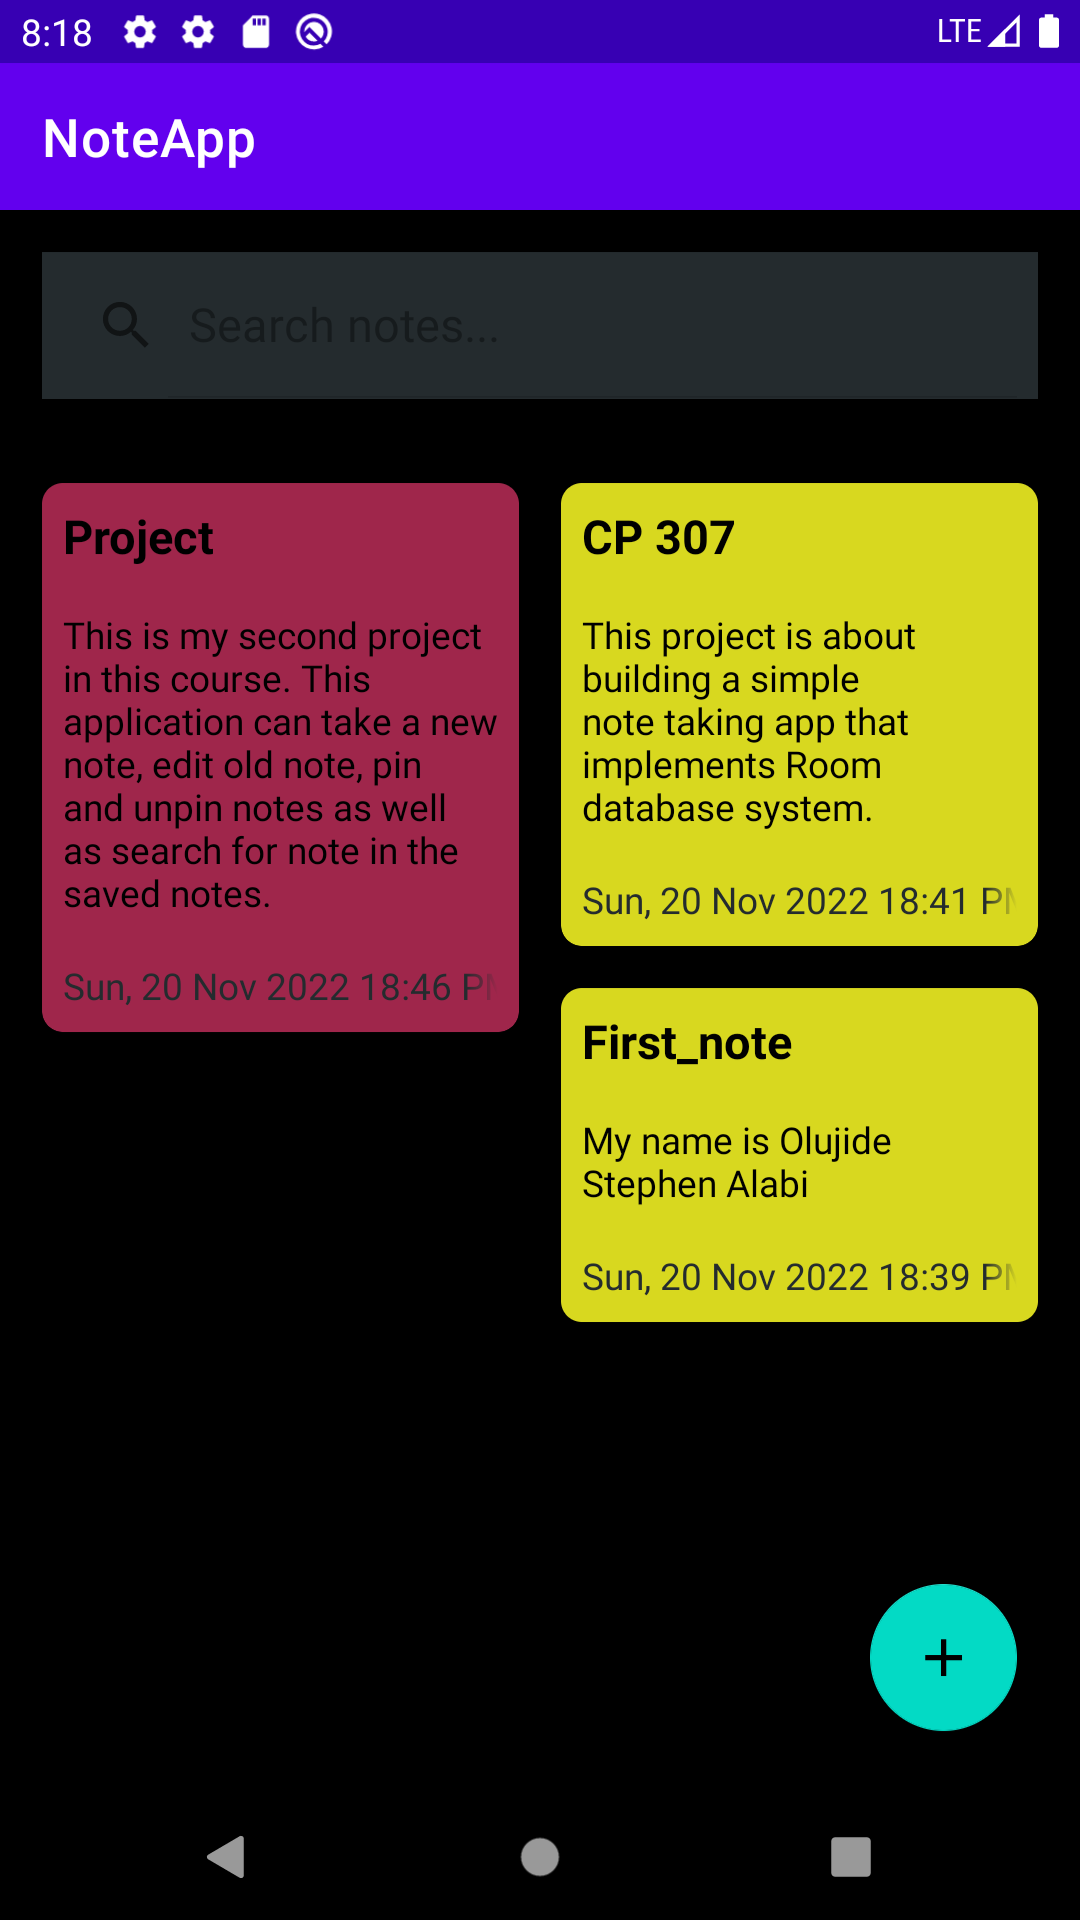 8:18
LTE
NoteApp
Search notes...
Project
This is my second project
in this course. This
application can take a new
note, edit old note, pin
and unpin notes as well
as search for note in the
saved notes.
Sun, 20 Nov 2022 18:46
CP 307
This project is about
building a simple
note taking app that
implements Room
database system.
Sun, 20 Nov 2022 18:41
First_note
My name is Olujide
Stephen Alabi
Sun, 20 Nov 2022 18:39